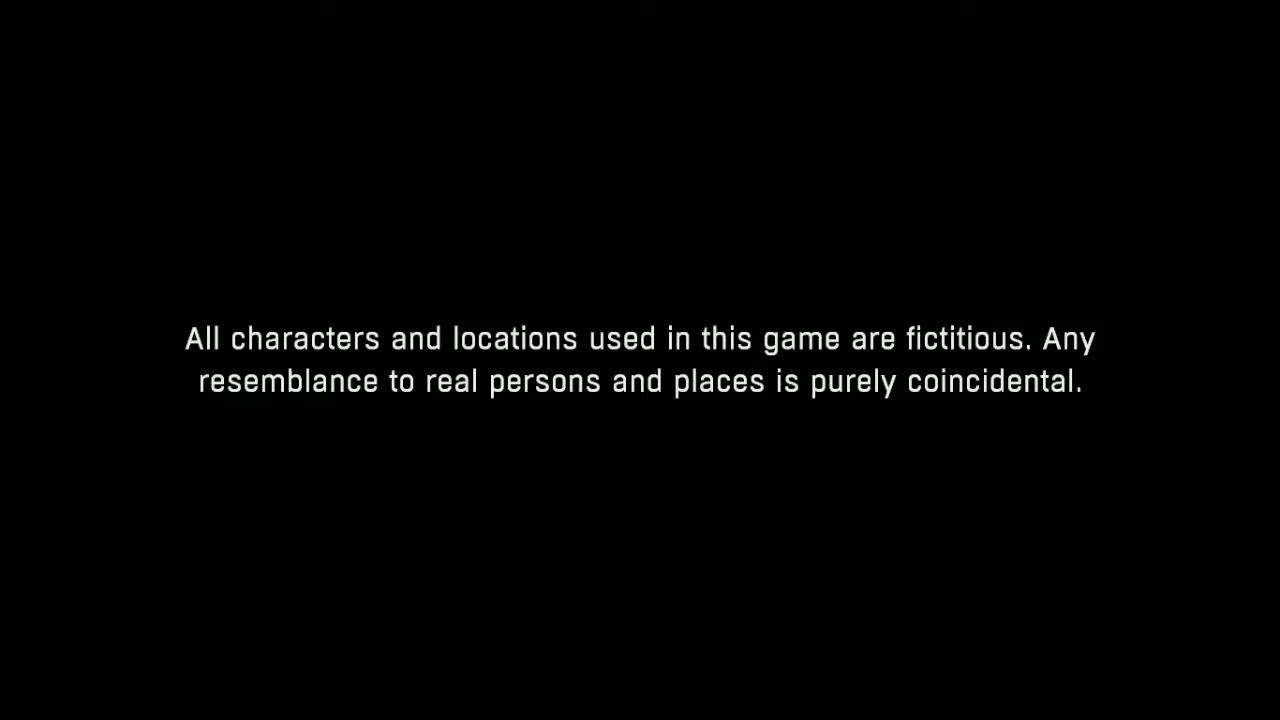 All characters and locations used in this game are fictitious. Any
resemblance to real persons and places is purely coincidental.